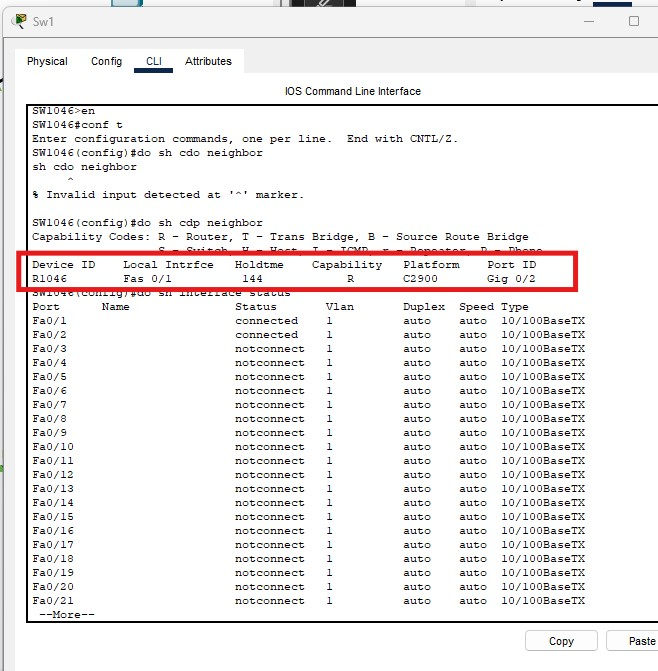 Sw1
Physical Config CLI Attributes
IOS Command Line Interface
SW1046>en
SW1046#conf t
Enter configuration commands, one per line. End with CNTL/Z.
SW1046(config)#do sh cdo neighbor
sh cdo neighbor
^
% Invalid input detected at '^' marker.
SW1046(config)#do sh cdp neighbor
Capability Codes: R - Router, T - Trans Bridge, B - Source Route Bridge
S - Switch, H - Host, I - IGMP, r - Repeater, P - Phone
Device ID Local Intrfce Holdtme Capability Platform Port ID
R1046 Fas 0/1 144 R C2900 Gig 0/2
SW1046(config)#do sh interface status
Port Name Status Vlan Duplex Speed Type
Fa0/1 connected 1 auto auto 10/100BaseTX
Fa0/2 connected 1 auto auto 10/100BaseTX
Fa0/3 notconnect 1 auto auto 10/100BaseTX
Fa0/4 notconnect 1 auto auto 10/100BaseTX
Fa0/5 notconnect 1 auto auto 10/100BaseTX
Fa0/6 notconnect 1 auto auto 10/100BaseTX
Fa0/7 notconnect 1 auto auto 10/100BaseTX
Fa0/8 notconnect 1 auto auto 10/100BaseTX
Fa0/9 notconnect 1 auto auto 10/100BaseTX
Fa0/10 notconnect 1 auto auto 10/100BaseTX
Fa0/11 notconnect 1 auto auto 10/100BaseTX
Fa0/12 notconnect 1 auto auto 10/100BaseTX
Fa0/13 notconnect 1 auto auto 10/100BaseTX
Fa0/14 notconnect 1 auto auto 10/100BaseTX
Fa0/15 notconnect 1 auto auto 10/100BaseTX
Fa0/16 notconnect 1 auto auto 10/100BaseTX
Fa0/17 notconnect 1 auto auto 10/100BaseTX
Fa0/18 notconnect 1 auto auto 10/100BaseTX
Fa0/19 notconnect 1 auto auto 10/100BaseTX
Fa0/20 notconnect 1 auto auto 10/100BaseTX
Fa0/21 notconnect 1 auto auto 10/100BaseTX
--More--
Copy Paste